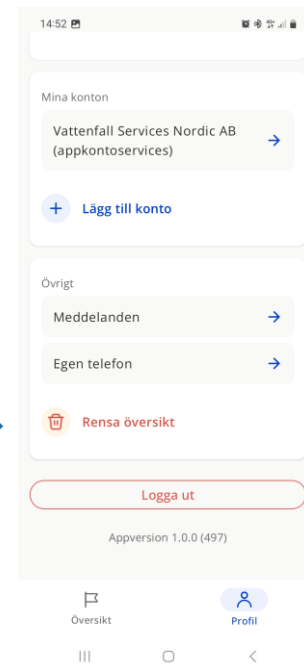 14:52
Mina konton
Vattenfall Services Nordic AB
(appkontoservices)
Lägg till konto
Övrigt
Meddelanden
Egen telefon
Rensa översikt
Logga ut
Appversion 1.0.0 (497)
Översikt
Profil